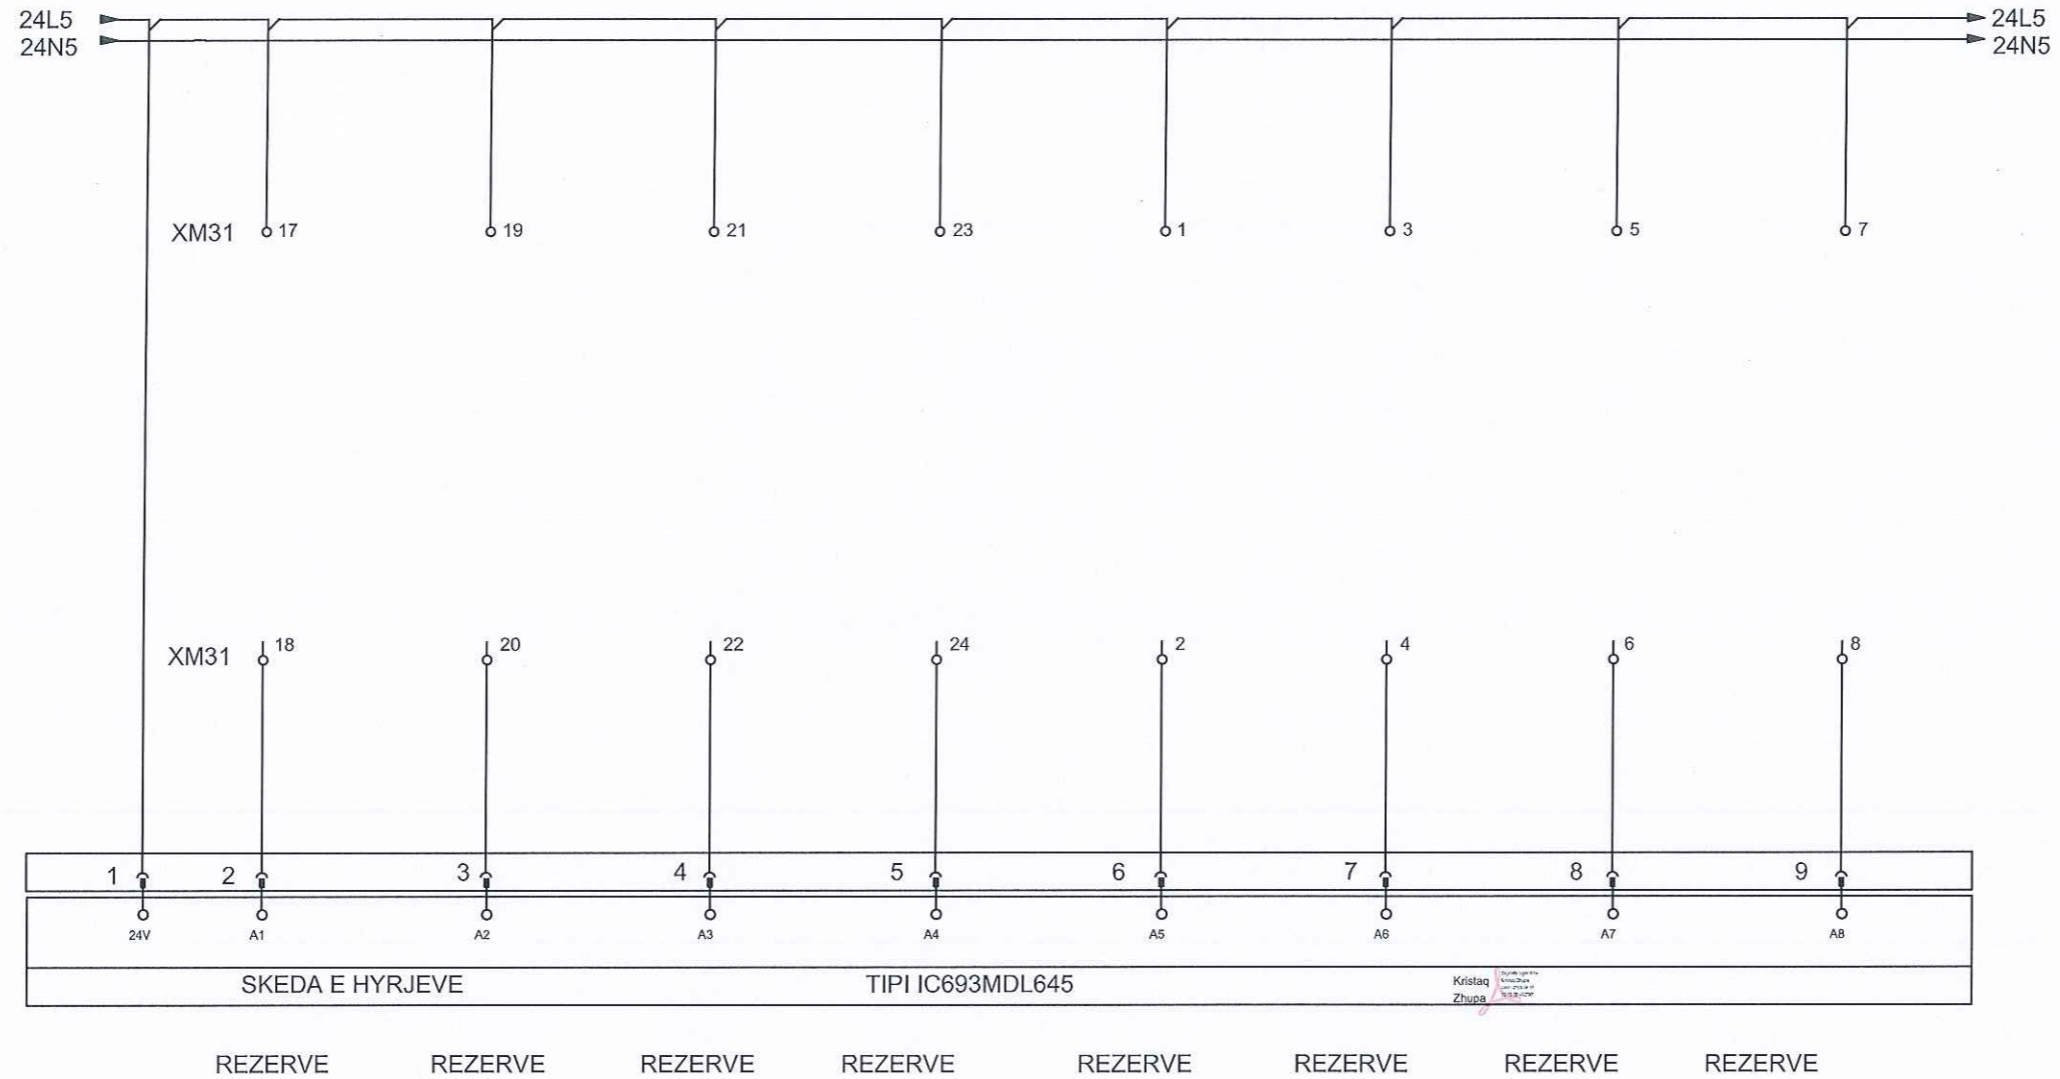 24L5 24L5
24N5 24N5
XM31 17 19 21 23 1 3 5 7
XM31 18 20 22 24 2 4 6 8
1 2 3 4 5 6 7 8 9
24V A1 A2 A3 A4 A5 A6 A7 A8
SKEDA E HYRJEVE TIPI IC693MDL645
Kristaq
Zhupa
REZERVE REZERVE REZERVE REZERVE REZERVE REZERVE REZERVE REZERVE